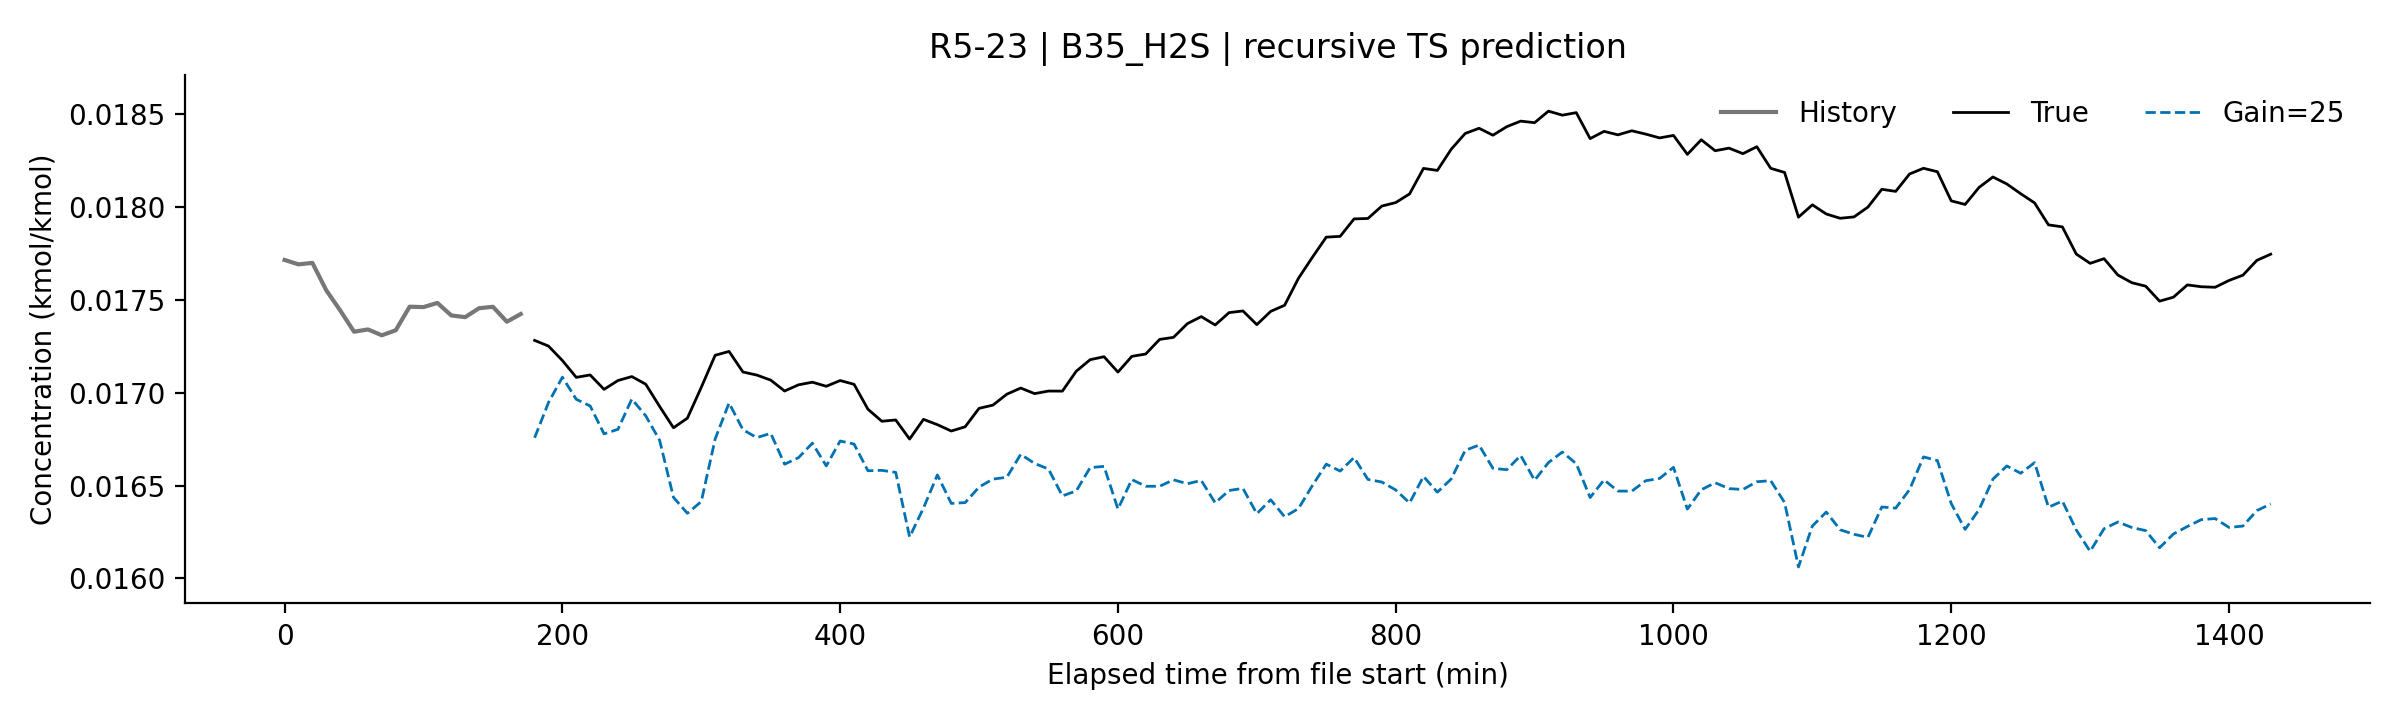 R5-23 | B35_H2S | recursive TS prediction
History
True
Gain=25
Concentration (kmol/kmol)
0.0185
0.0180
0.0175
0.0170
0.0165
0.0160
0 200 400 600 800 1000 1200 1400
Elapsed time from file start (min)